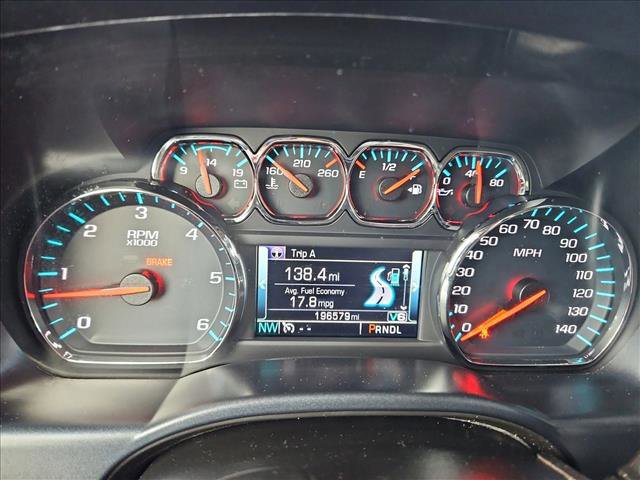 9 14 19
160 210 260
E 1/2
0 40 80
RPM
x1000
0 1 2 3 4 5 6
BRAKE
Trip A
138.4 mi
Avg. Fuel Economy
17.8 mpg
196579 mi V8
NW -- PRNDL
MPH
0 10 20 30 40 50 60 70 80 90 100 110 120 130 140